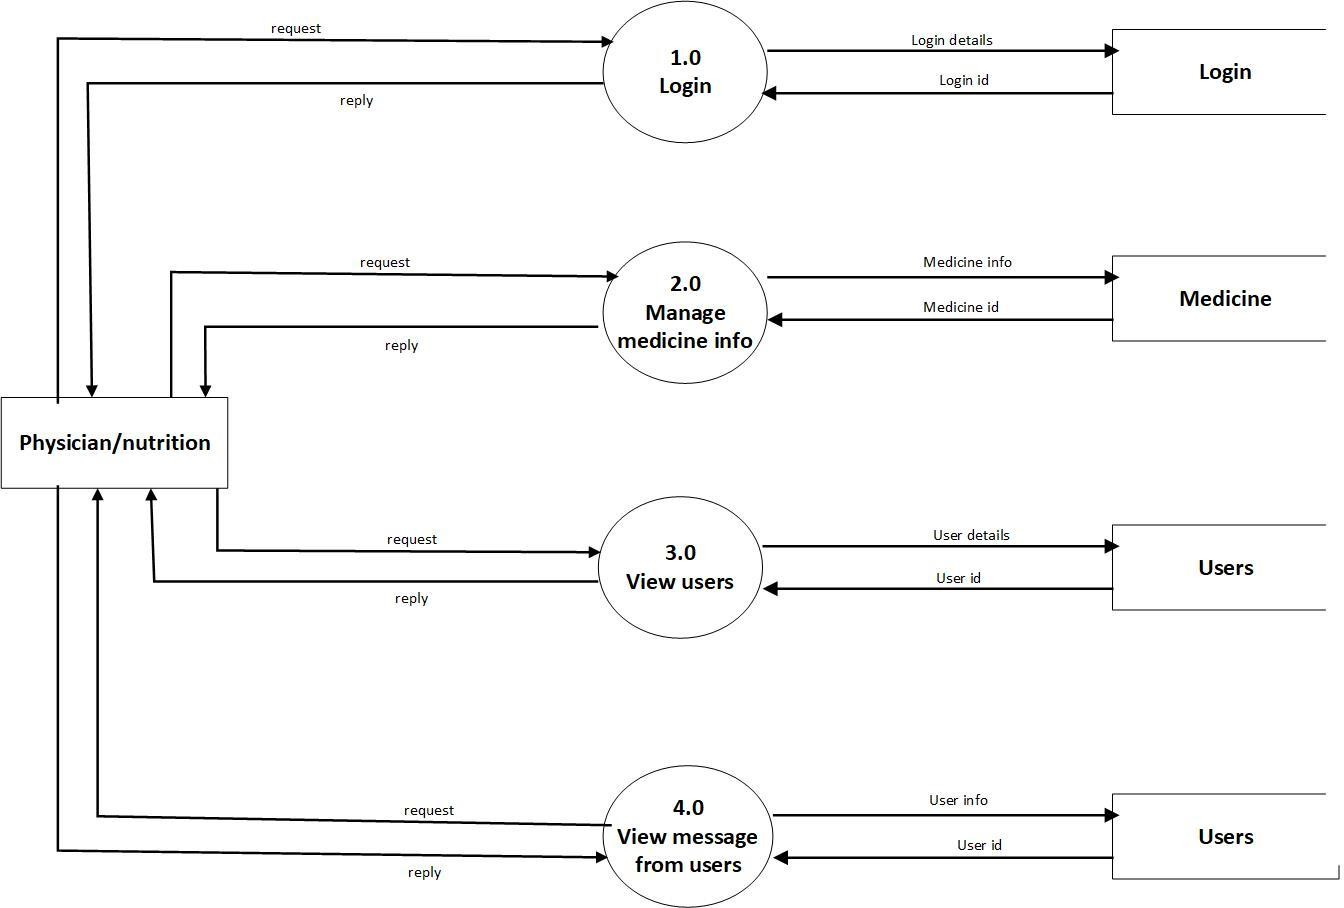 request
1.0
Login
Login details
Login
Login id
reply
request
2.0
Manage
medicine info
Medicine info
Medicine
Medicine id
reply
Physician/nutrition
request
3.0
View users
User details
Users
User id
reply
request
4.0
View message
from users
User info
Users
User id
reply